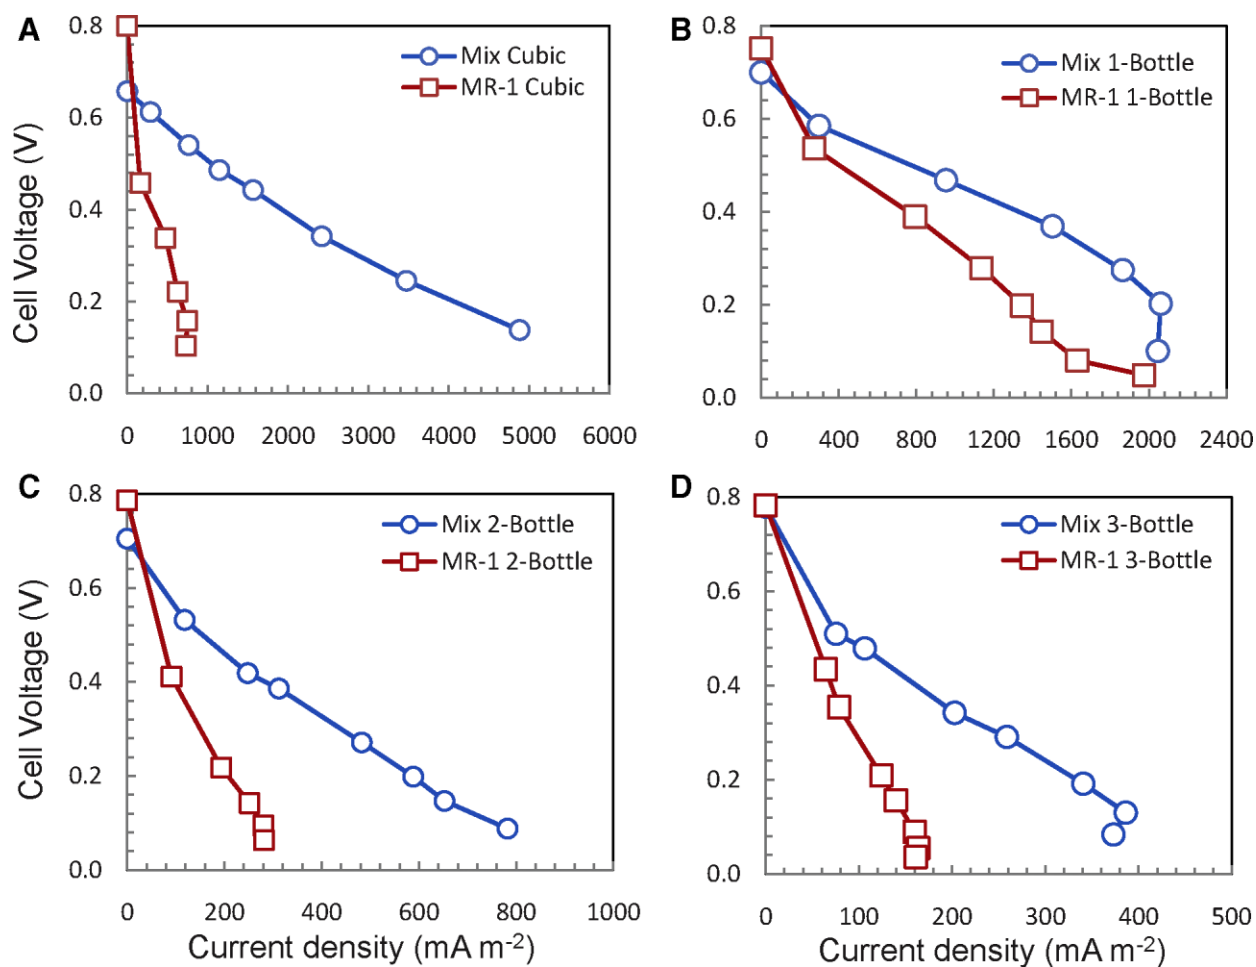 A
0.8
0.6
0.4
0.2
0.0
Cell Voltage (V)
Mix Cubic
MR-1 Cubic
0 1000 2000 3000 4000 5000 6000
B
0.8
0.6
0.4
0.2
0.0
Mix 1-Bottle
MR-1 1-Bottle
0 400 800 1200 1600 2000 2400
C
0.8
0.6
0.4
0.2
0.0
Cell Voltage (V)
Mix 2-Bottle
MR-1 2-Bottle
0 200 400 600 800 1000
Current density (mA m-2)
D
0.8
0.6
0.4
0.2
0.0
Mix 3-Bottle
MR-1 3-Bottle
0 100 200 300 400 500
Current density (mA m-2)